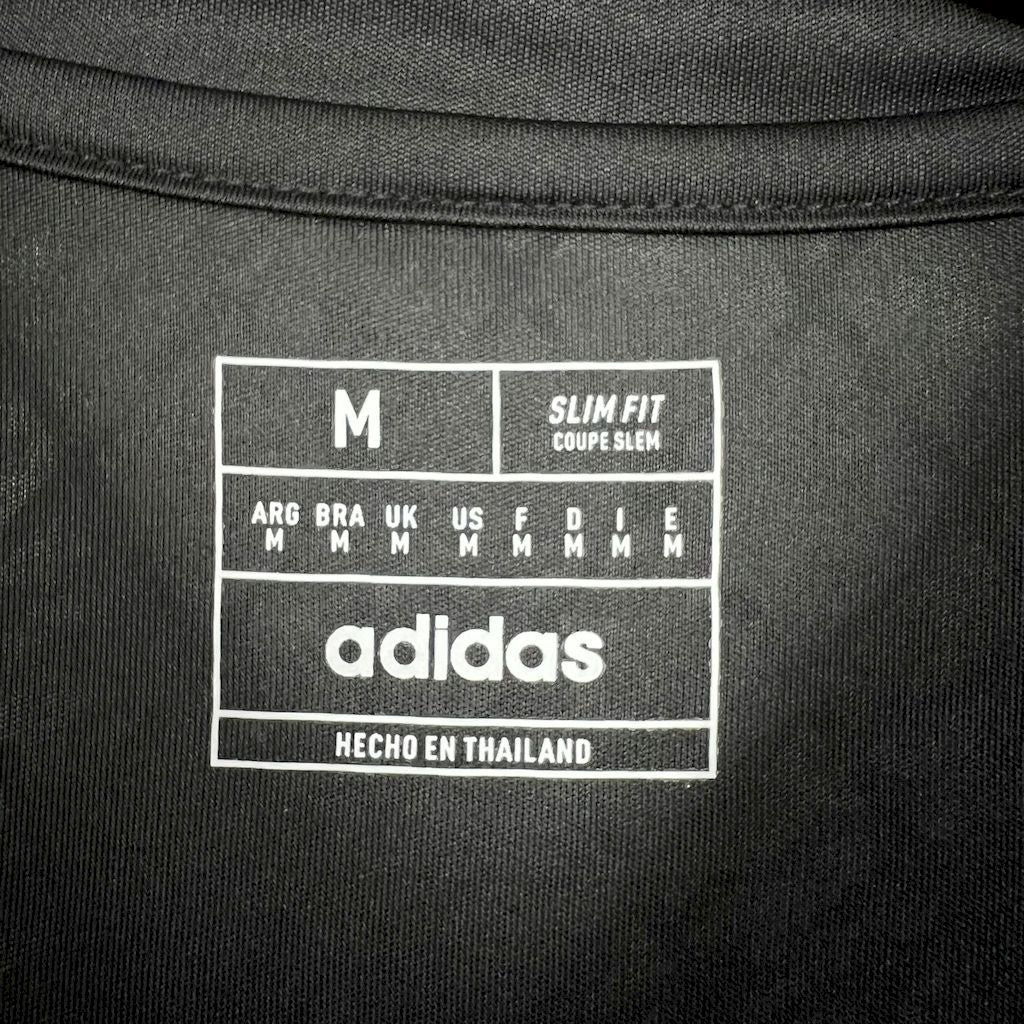 M
SLIM FIT
COUPE SLEM
ARG BRA UK US F D I E
M M M M M M M M
adidas
HECHO EN THAILAND